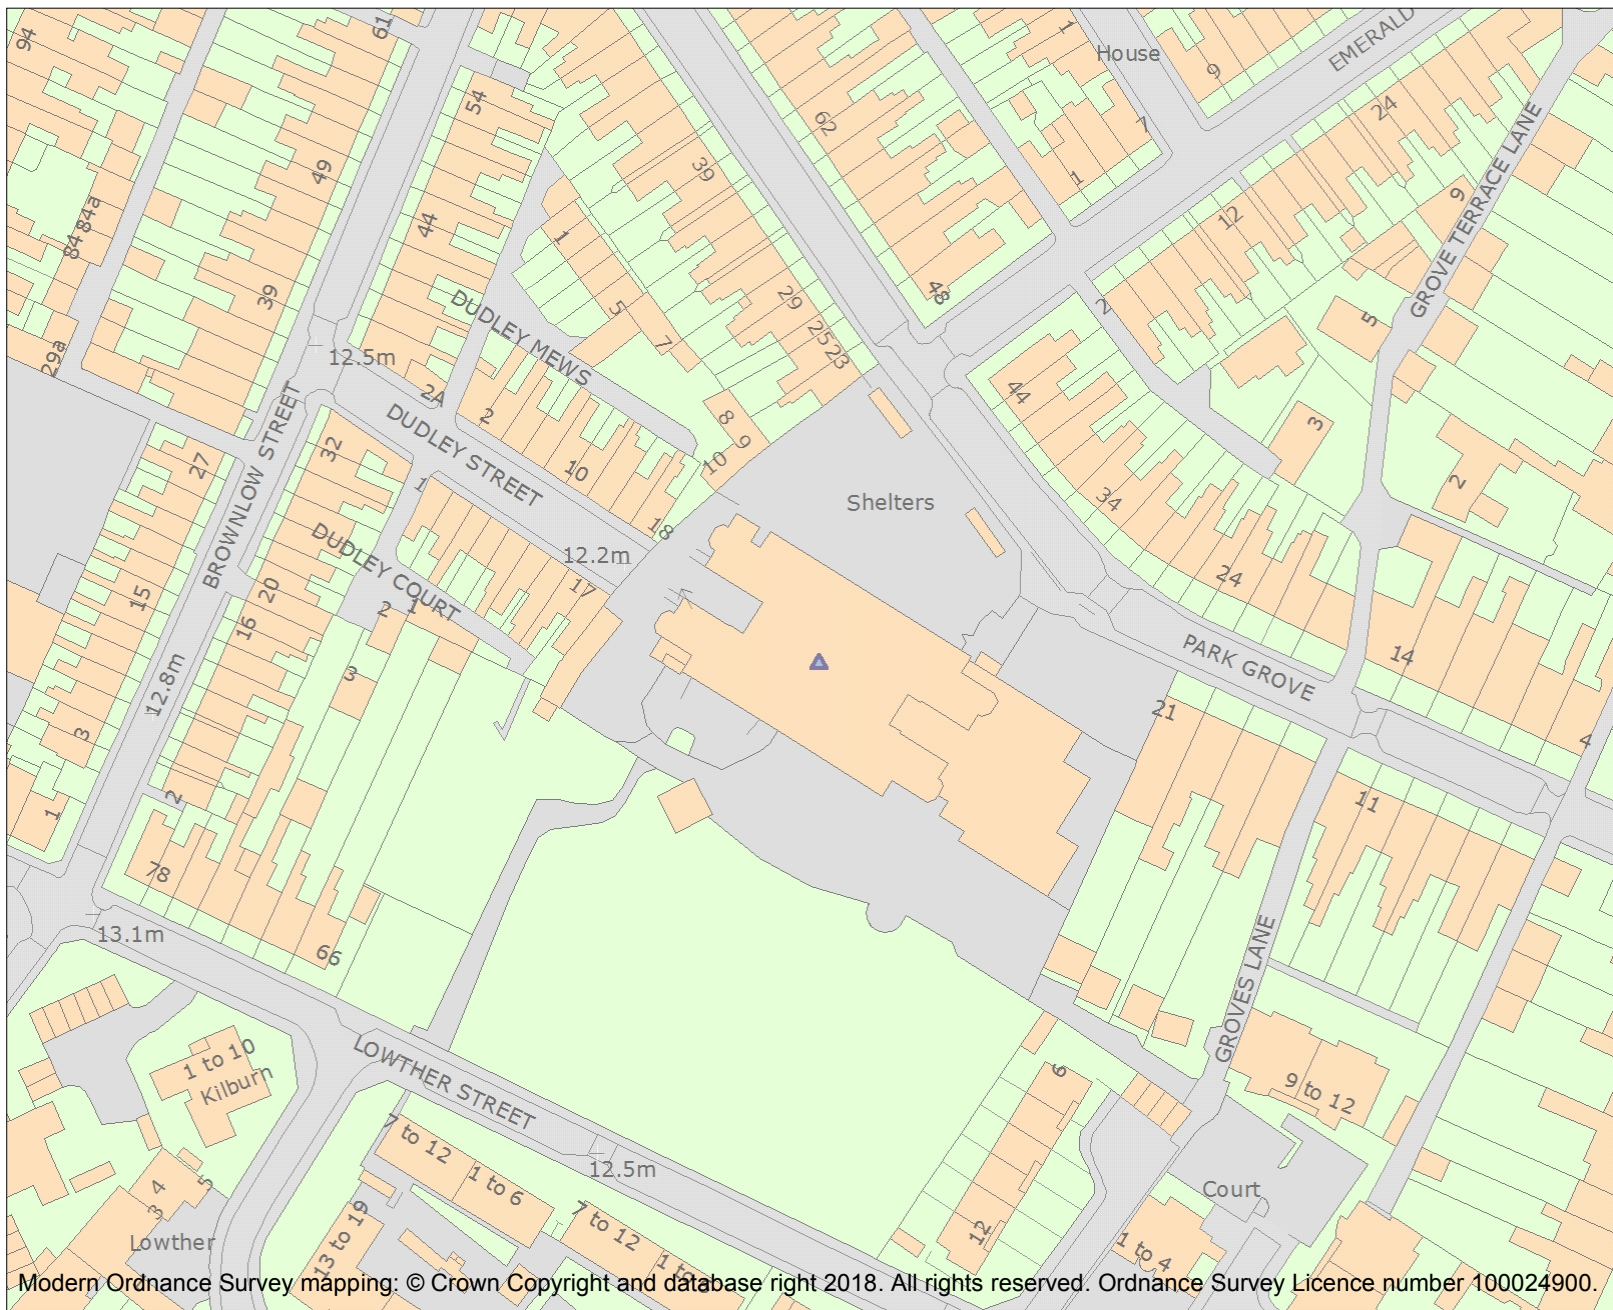 94
61
House
EMERALD
1
9
54
62
24
7
49
39
1
GROVE TERRACE LANE
84a
84
44
9
12
1
39
29
48
2
5
DUDLEY MEWS
5
7
25
23
29a
12.5m
44
2A
2
8
9
3
DUDLEY STREET
32
27
10
10
2
1
34
Shelters
BROWNLOW STREET
18
DUDLEY COURT
12.2m
24
15
20
2
1
17
16
14
PARK GROVE
12.8m
3
21
3
4
2
11
1
78
13.1m
66
GROVES LANE
1 to 10
Kilburn
LOWTHER STREET
6
9 to 12
7 to 12
1 to 6
12.5m
3 4
5
Court
13 to 19
7 to 12
12
1 to 4
Lowther
Modern Ordnance Survey mapping: © Crown Copyright and database right 2018. All rights reserved. Ordnance Survey Licence number 100024900.